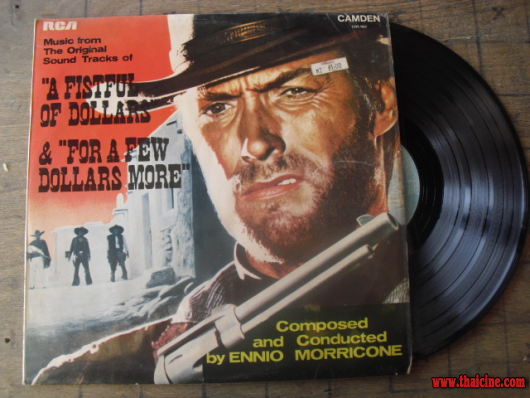 RCA
CAMDEN
Music from
The Original
Sound Tracks of
"A FISTFUL
OF DOLLARS"
& "FOR A FEW
DOLLARS MORE"
Composed
and Conducted
by ENNIO MORRICONE
www.thaicine.com